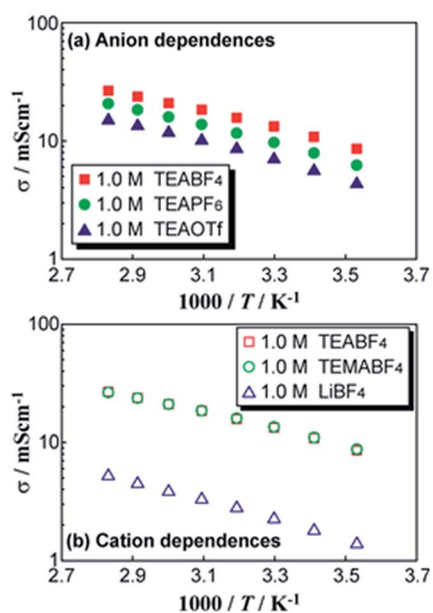 (a) Anion dependences
100
10
1
σ / mScm-1
1.0 M TEABF4
1.0 M TEAPF6
1.0 M TEAOTf
2.7 2.9 3.1 3.3 3.5 3.7
1000 / T / K-1
100
10
1
σ / mScm-1
1.0 M TEABF4
1.0 M TEMABF4
1.0 M LiBF4
(b) Cation dependences
2.7 2.9 3.1 3.3 3.5 3.7
1000 / T / K-1